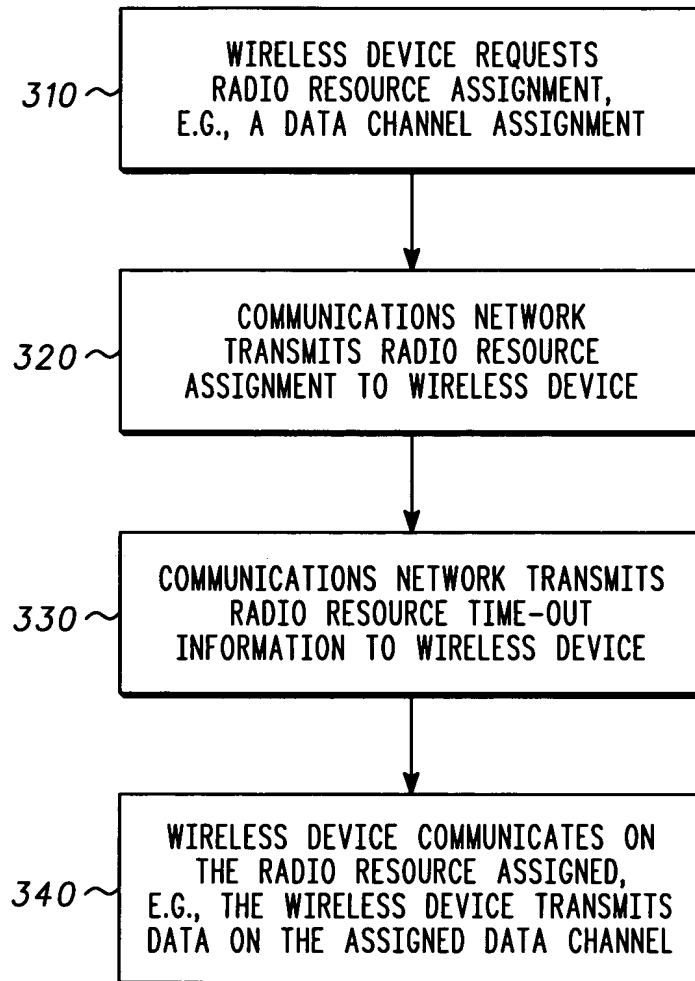 310
WIRELESS DEVICE REQUESTS
RADIO RESOURCE ASSIGNMENT,
E.G., A DATA CHANNEL ASSIGNMENT
320
COMMUNICATIONS NETWORK
TRANSMITS RADIO RESOURCE
ASSIGNMENT TO WIRELESS DEVICE
330
COMMUNICATIONS NETWORK TRANSMITS
RADIO RESOURCE TIME-OUT
INFORMATION TO WIRELESS DEVICE
340
WIRELESS DEVICE COMMUNICATES ON
THE RADIO RESOURCE ASSIGNED,
E.G., THE WIRELESS DEVICE TRANSMITS
DATA ON THE ASSIGNED DATA CHANNEL